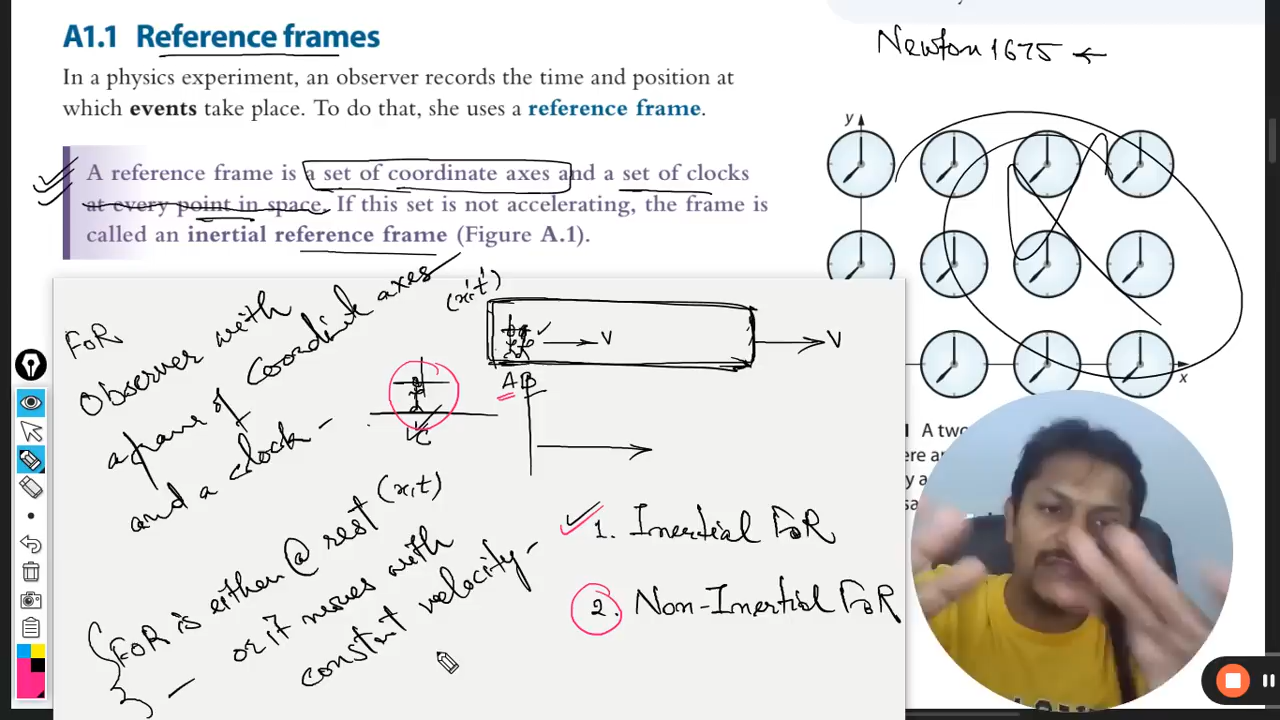 A1.1 Reference frames
In a physics experiment, an observer records the time and position at
which events take place. To do that, she uses a reference frame.
A reference frame is a set of coordinate axes and a set of clocks
at every point in space. If this set is not accelerating, the frame is
called an inertial reference frame (Figure A.1).
Newton 1675 ←
y
x
A two
ere a
y a
sa
FoR
Observer with
a frame of
Coordinate axes
and a clock -
(x', t')
V
V
A B
C
(x, t)
FoR is either @ rest
or it moves with
constant velocity -
1. Inertial FoR
2. Non-Inertial FoR